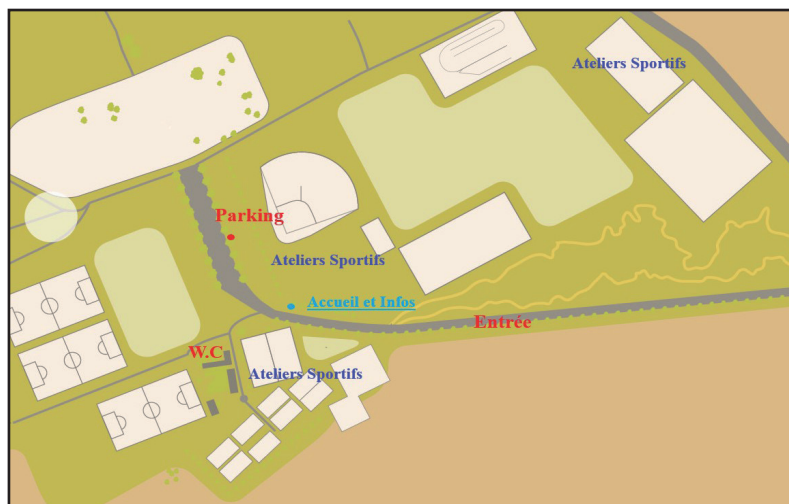 Ateliers Sportifs
Parking
Ateliers Sportifs
Accueil et Infos
Entrée
W.C
Ateliers Sportifs